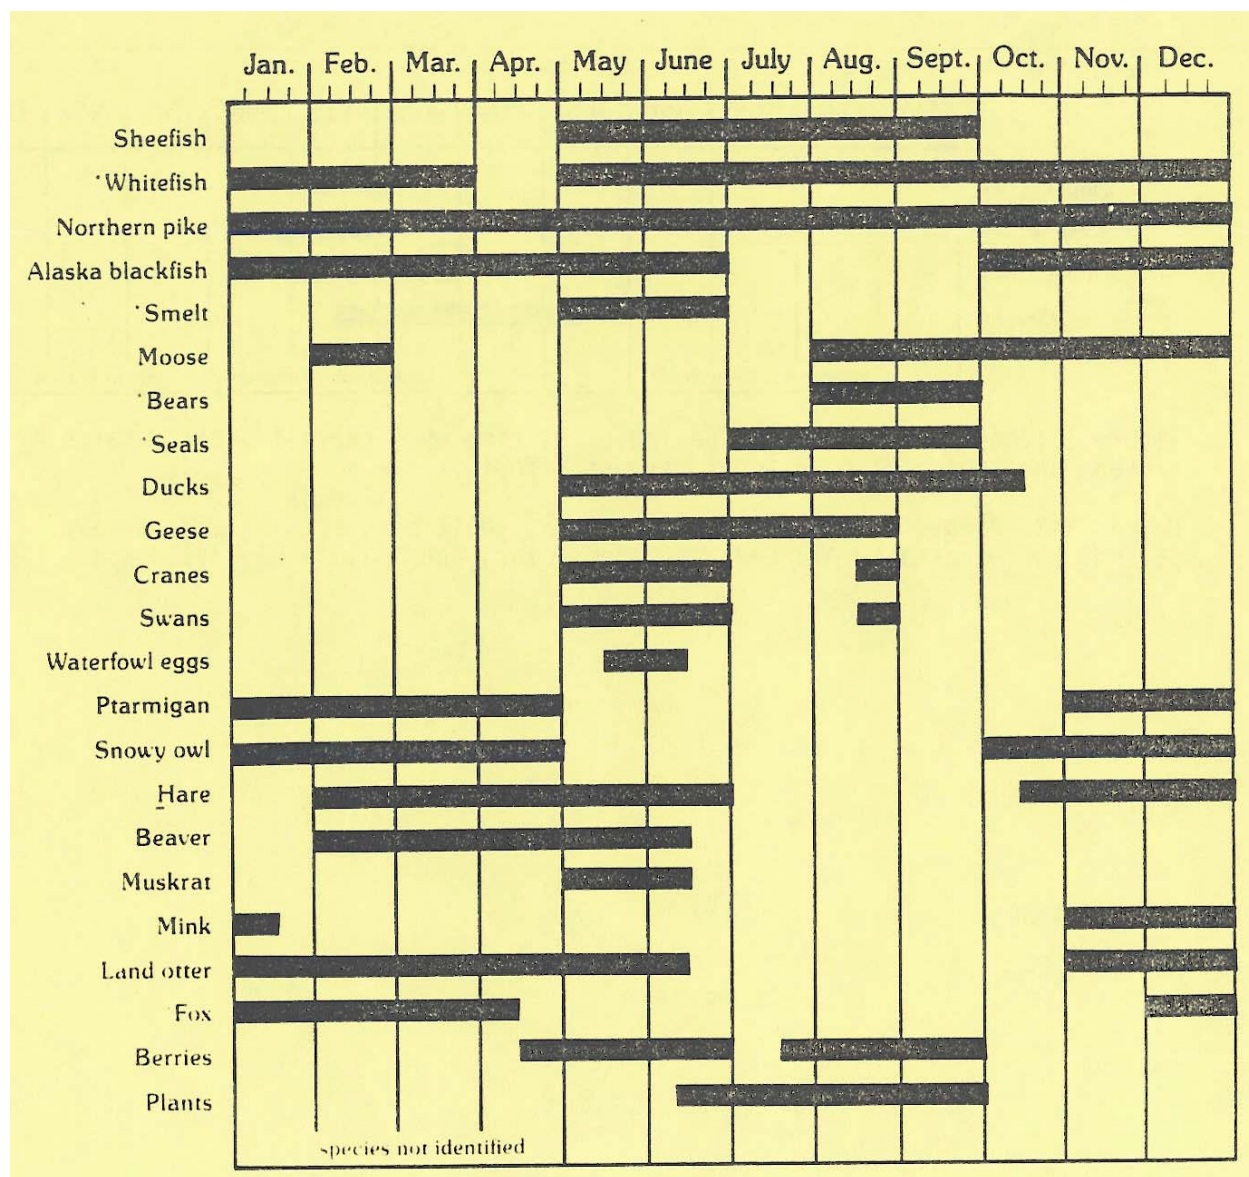 Jan. Feb. Mar. Apr. May June July Aug. Sept. Oct. Nov. Dec.
Sheefish
Whitefish
Northern pike
Alaska blackfish
Smelt
Moose
Bears
Seals
Ducks
Geese
Cranes
Swans
Waterfowl eggs
Ptarmigan
Snowy owl
Hare
Beaver
Muskrat
Mink
Land otter
Fox
Berries
Plants
species not identified